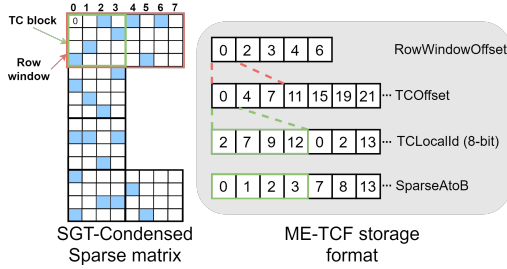 0 1 2 3 4 5 6 7
TC block
0
Row
window
SGT-Condensed
Sparse matrix
0 2 3 4 6
RowWindowOffset
0 4 7 11 15 19 21 ··· TCOffset
2 7 9 12 0 2 13 ··· TCLocalId (8-bit)
0 1 2 3 7 8 13 ··· SparseAtoB
ME-TCF storage
format